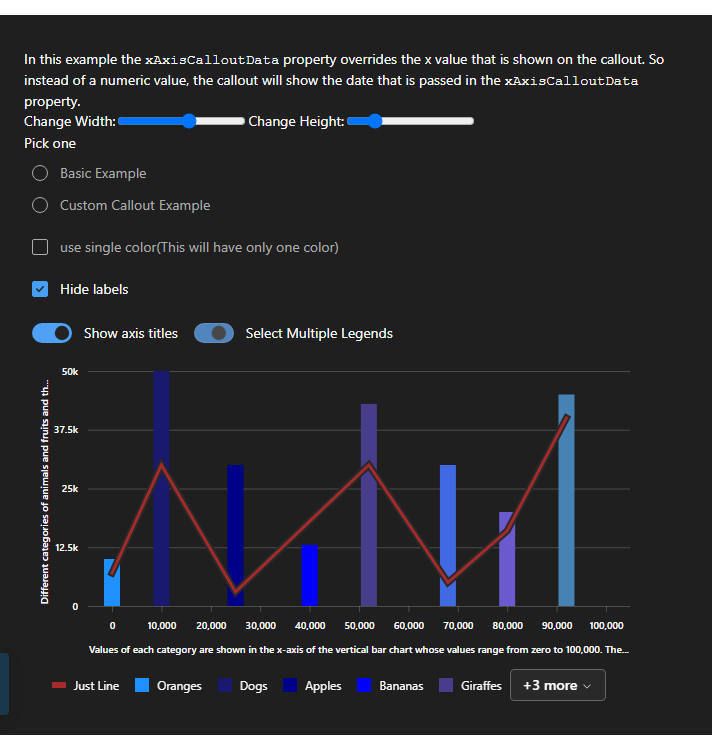 In this example the xAxisCalloutData property overrides the x value that is shown on the callout. So
instead of a numeric value, the callout will show the date that is passed in the xAxisCalloutData
property.
Change Width: Change Height:
Pick one
Basic Example
Custom Callout Example
use single color(This will have only one color)
Hide labels
Show axis titles Select Multiple Legends
Different categories of animals and fruits and th...
50k
37.5k
25k
12.5k
0
0 10,000 20,000 30,000 40,000 50,000 60,000 70,000 80,000 90,000 100,000
Values of each category are shown in the x-axis of the vertical bar chart whose values range from zero to 100,000. The...
Just Line Oranges Dogs Apples Bananas Giraffes +3 more